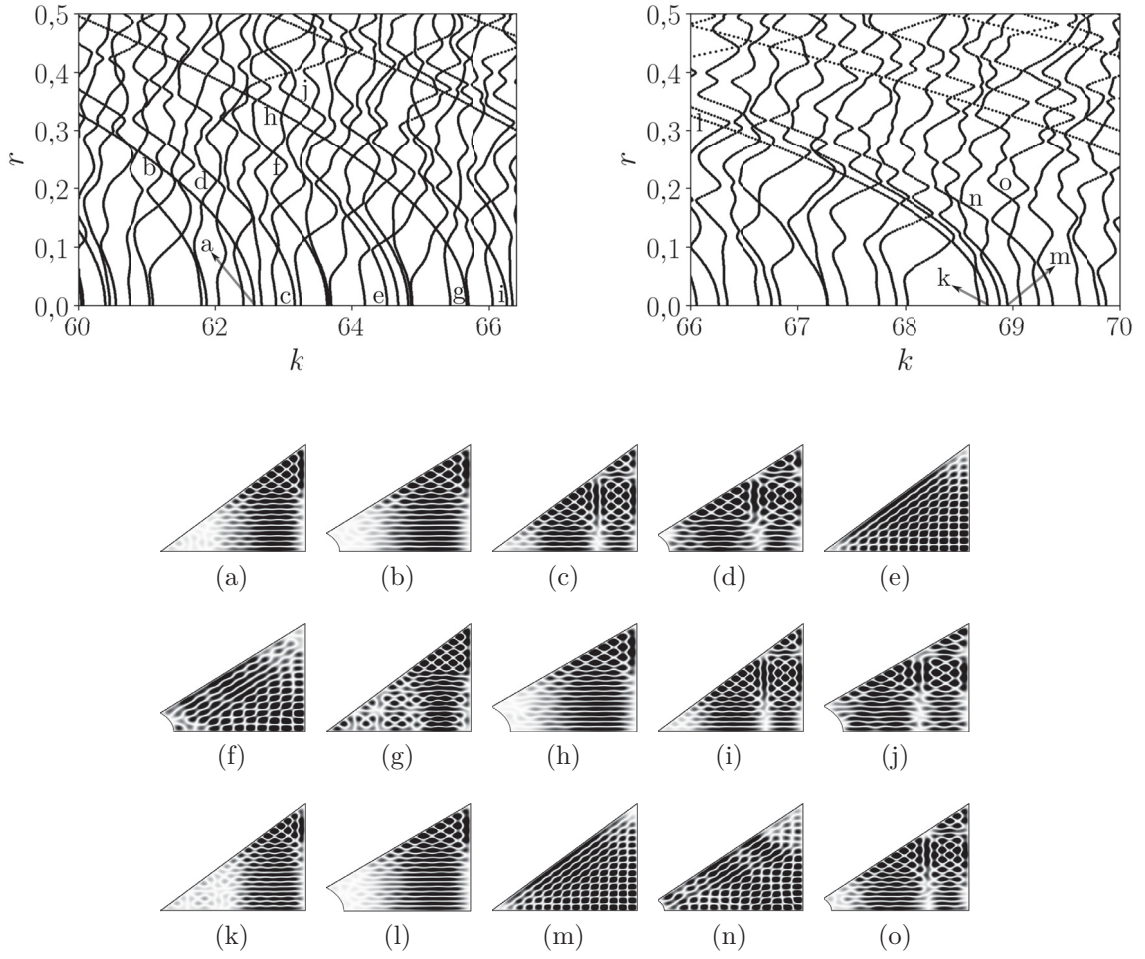 0,5
0,4
0,3
0,2
0,1
0,0
r
60
62
64
66
k
a
b
c
d
e
f
g
h
i
j
0,5
0,4
0,3
0,2
0,1
0,0
r
66
67
68
69
70
k
l
k
m
n
o
(a)
(b)
(c)
(d)
(e)
(f)
(g)
(h)
(i)
(j)
(k)
(l)
(m)
(n)
(o)